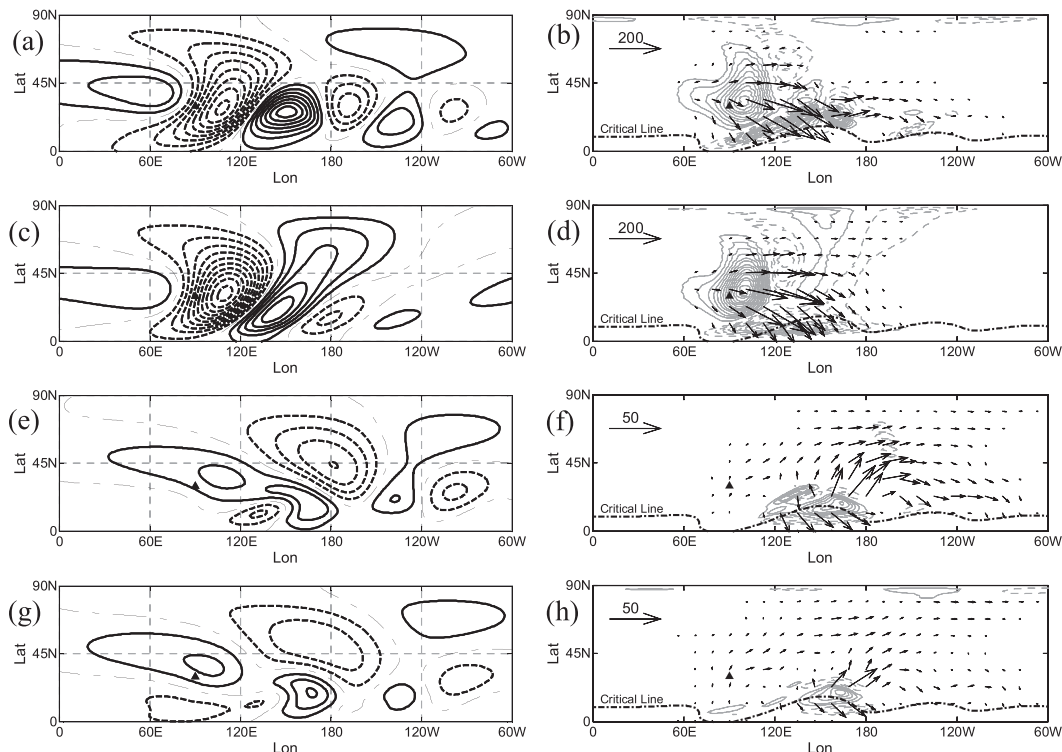 (a)
90N
45N
0
Lat
0
60E
120E
180
120W
60W
Lon
(b)
90N
45N
0
Lat
200
Critical Line
0
60E
120E
180
120W
60W
Lon
(c)
90N
45N
0
Lat
0
60E
120E
180
120W
60W
Lon
(d)
90N
45N
0
Lat
200
Critical Line
0
60E
120E
180
120W
60W
Lon
(e)
90N
45N
0
Lat
0
60E
120E
180
120W
60W
Lon
(f)
90N
45N
0
Lat
50
Critical Line
0
60E
120E
180
120W
60W
Lon
(g)
90N
45N
0
Lat
0
60E
120E
180
120W
60W
Lon
(h)
90N
45N
0
Lat
50
Critical Line
0
60E
120E
180
120W
60W
Lon